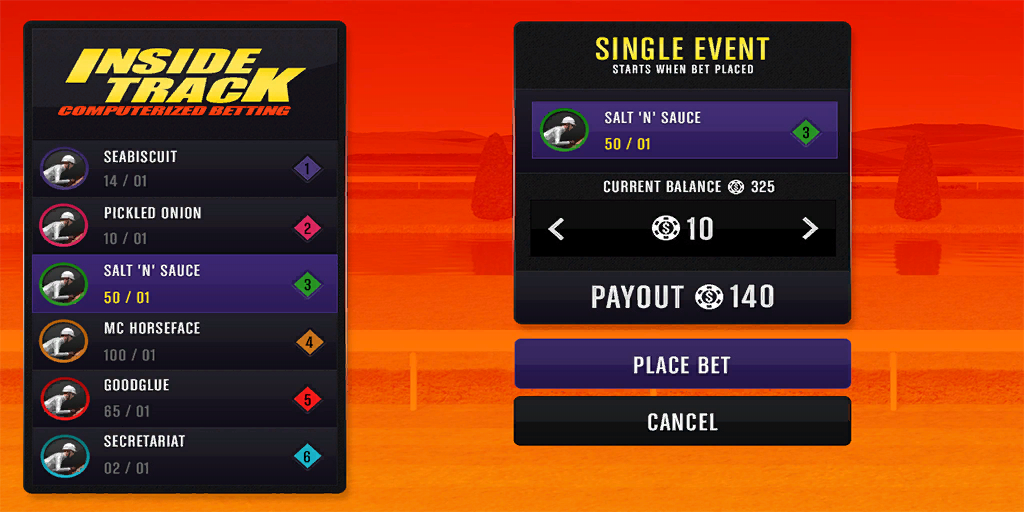 INSIDE
TRACK
COMPUTERIZED BETTING
SEABISCUIT
14 / 01
1
PICKLED ONION
10 / 01
2
SALT 'N' SAUCE
50 / 01
3
MC HORSEFACE
100 / 01
4
GOODGLUE
65 / 01
5
SECRETARIAT
02 / 01
6
SINGLE EVENT
STARTS WHEN BET PLACED
SALT 'N' SAUCE
50 / 01
3
CURRENT BALANCE $ 325
< $ 10 >
PAYOUT $ 140
PLACE BET
CANCEL